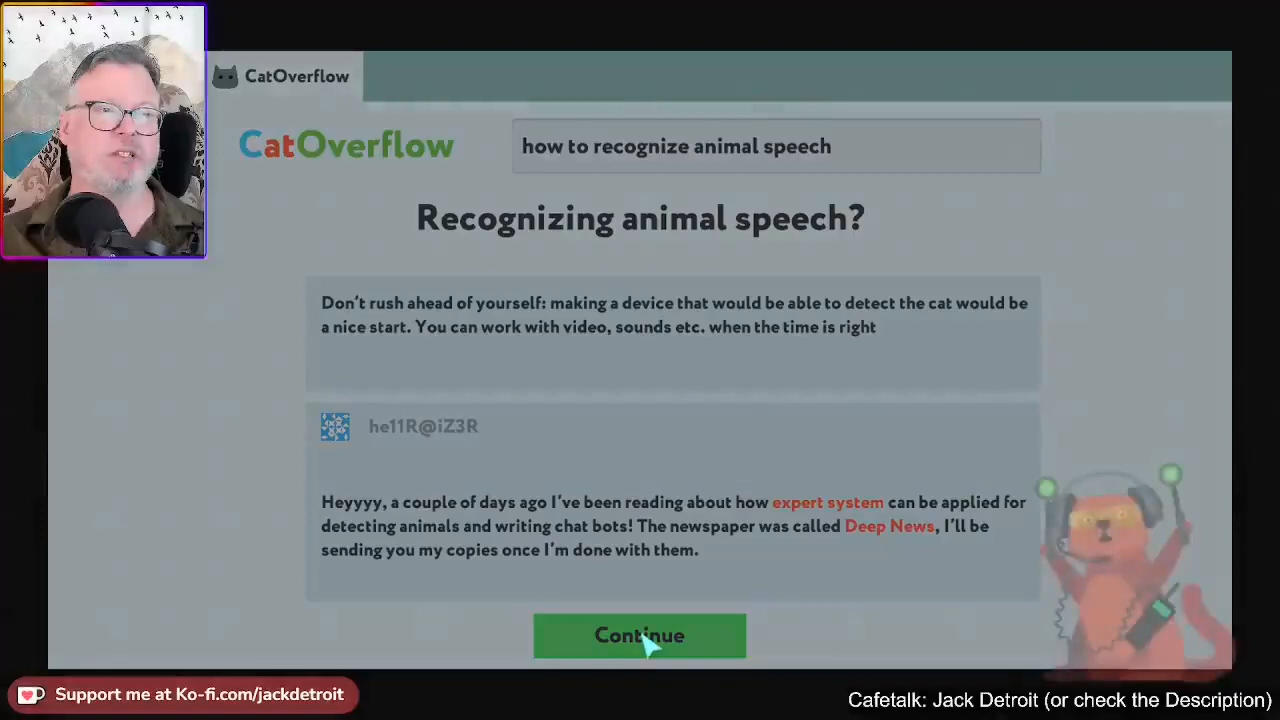 CatOverflow
CatOverflow
how to recognize animal speech
Recognizing animal speech?
Don't rush ahead of yourself: making a device that would be able to detect the cat would be
a nice start. You can work with video, sounds etc. when the time is right
he11R@iZ3R
Heyyyy, a couple of days ago I've been reading about how expert system can be applied for
detecting animals and writing chat bots! The newspaper was called Deep News, I'll be
sending you my copies once I'm done with them.
Continue
Support me at Ko-fi.com/jackdetroit
Cafetalk: Jack Detroit (or check the Description)